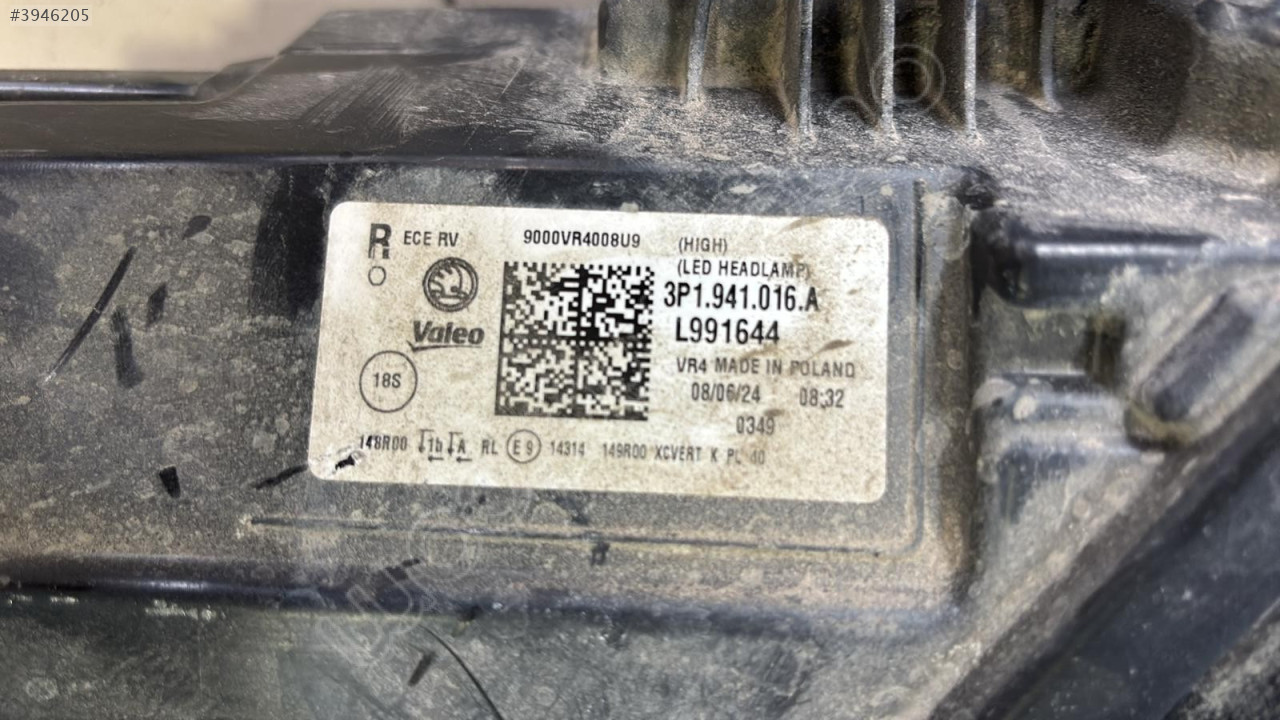 #3946205
R ECE RV 9000VR4008U9 (HIGH)
O (LED HEADLAMP)
3P1.941.016.A
Valeo L991644
VR4 MADE IN POLAND
18S 08/06/24 08:32
0349
148R00 1b A RL E9 14314 149R00 XCVERT K PL 40